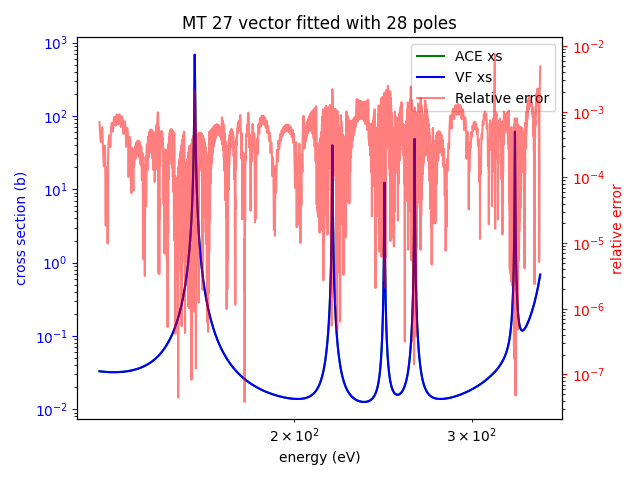 MT 27 vector fitted with 28 poles
ACE xs
VF xs
Relative error
cross section (b)
10³
10²
10¹
10⁰
10⁻¹
10⁻²
relative error
10⁻²
10⁻³
10⁻⁴
10⁻⁵
10⁻⁶
10⁻⁷
2 × 10²
3 × 10²
energy (eV)